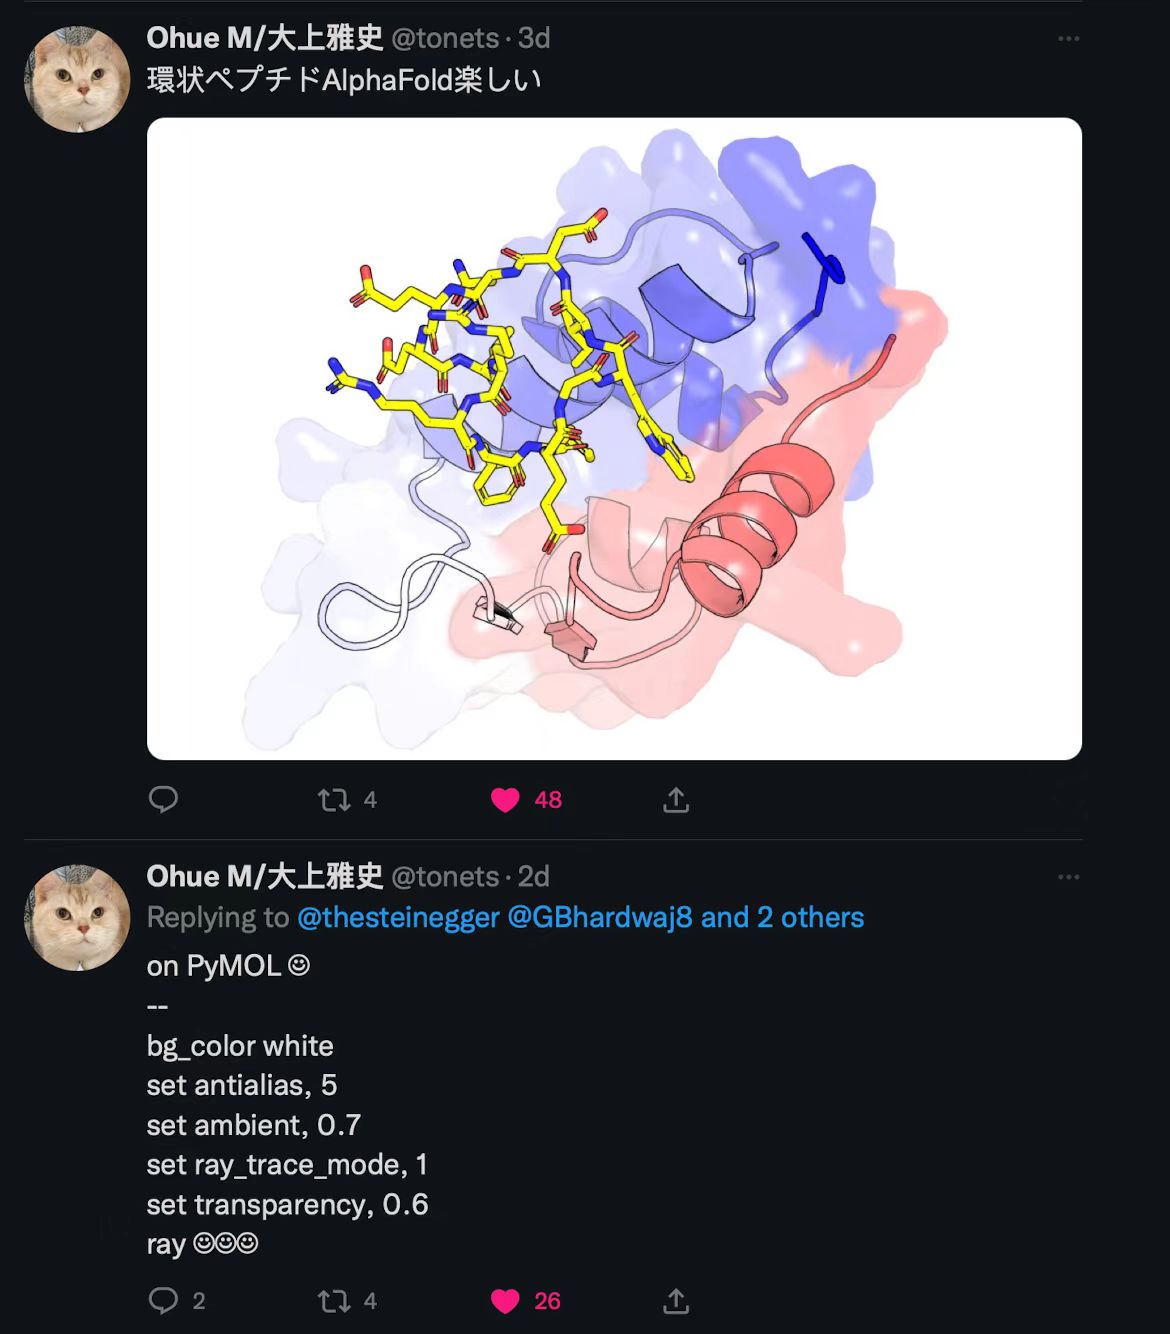 Ohue M/大上雅史 @tonets · 3d
環状ペプチドAlphaFold楽しい
4 48
Ohue M/大上雅史 @tonets · 2d
Replying to @thesteinegger @GBhardwaj8 and 2 others
on PyMOL ☺
--
bg_color white
set antialias, 5
set ambient, 0.7
set ray_trace_mode, 1
set transparency, 0.6
ray ☺☺☺
2 4 26